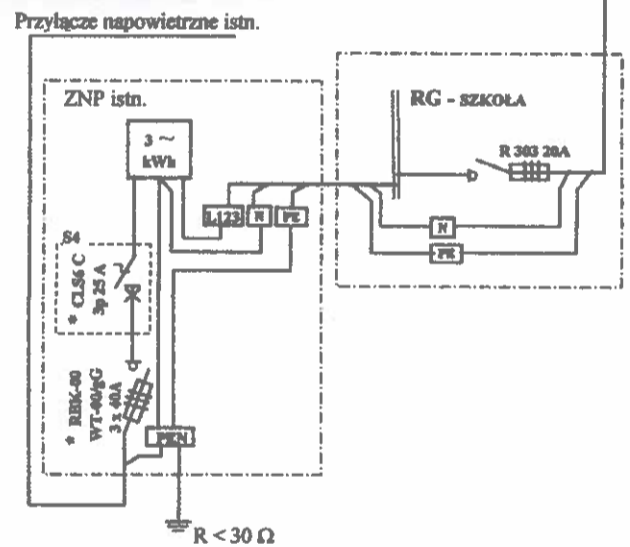 Przyłącze napowietrzne istn.
ZNP istn.
3 ~
kWh
L123
N
PE
S4
* CLS6 C
3p 25 A
* RBK-00
WT-00/gG
3 x 40A
PEN
R < 30 Ω
RG - SZKOŁA
R 303 20A
N
PE